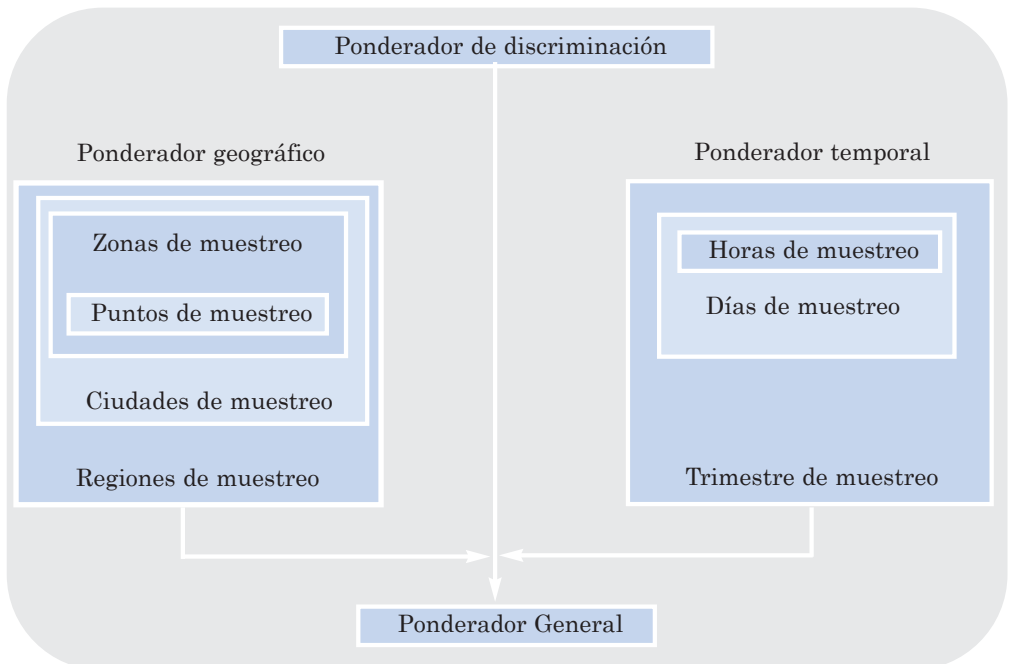 Ponderador de discriminación
Ponderador geográfico
Zonas de muestreo
Puntos de muestreo
Ciudades de muestreo
Regiones de muestreo
Ponderador temporal
Horas de muestreo
Días de muestreo
Trimestre de muestreo
Ponderador General